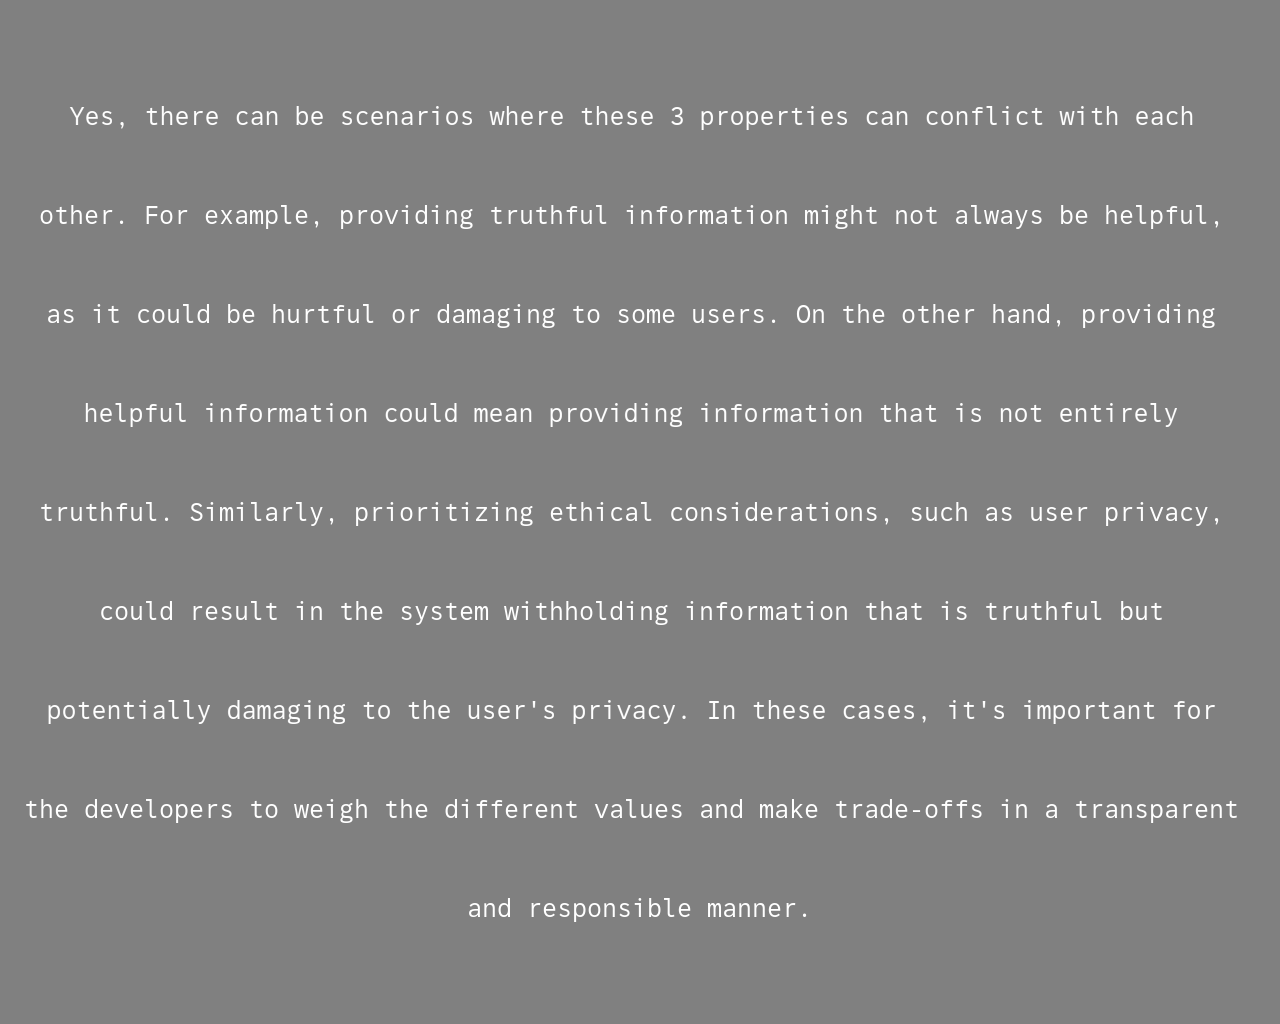 Yes, there can be scenarios where these 3 properties can conflict with each
other. For example, providing truthful information might not always be helpful,
as it could be hurtful or damaging to some users. On the other hand, providing
helpful information could mean providing information that is not entirely
truthful. Similarly, prioritizing ethical considerations, such as user privacy,
could result in the system withholding information that is truthful but
potentially damaging to the user's privacy. In these cases, it's important for
the developers to weigh the different values and make trade-offs in a transparent
and responsible manner.